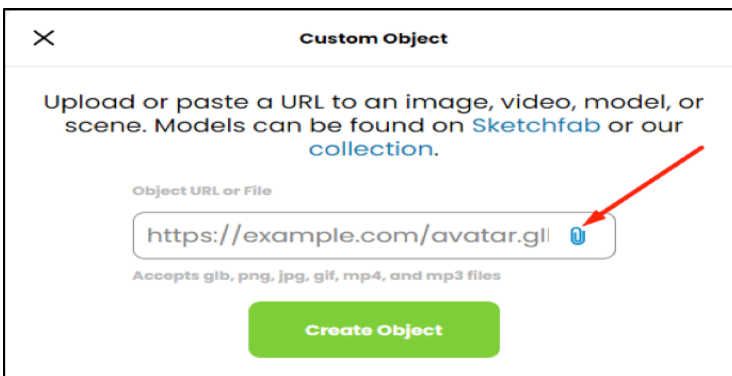 Custom Object
Upload or paste a URL to an image, video, model, or
scene. Models can be found on Sketchfab or our
collection.
Object URL or File
https://example.com/avatar.gl
Accepts glb, png, jpg, gif, mp4, and mp3 files
Create Object